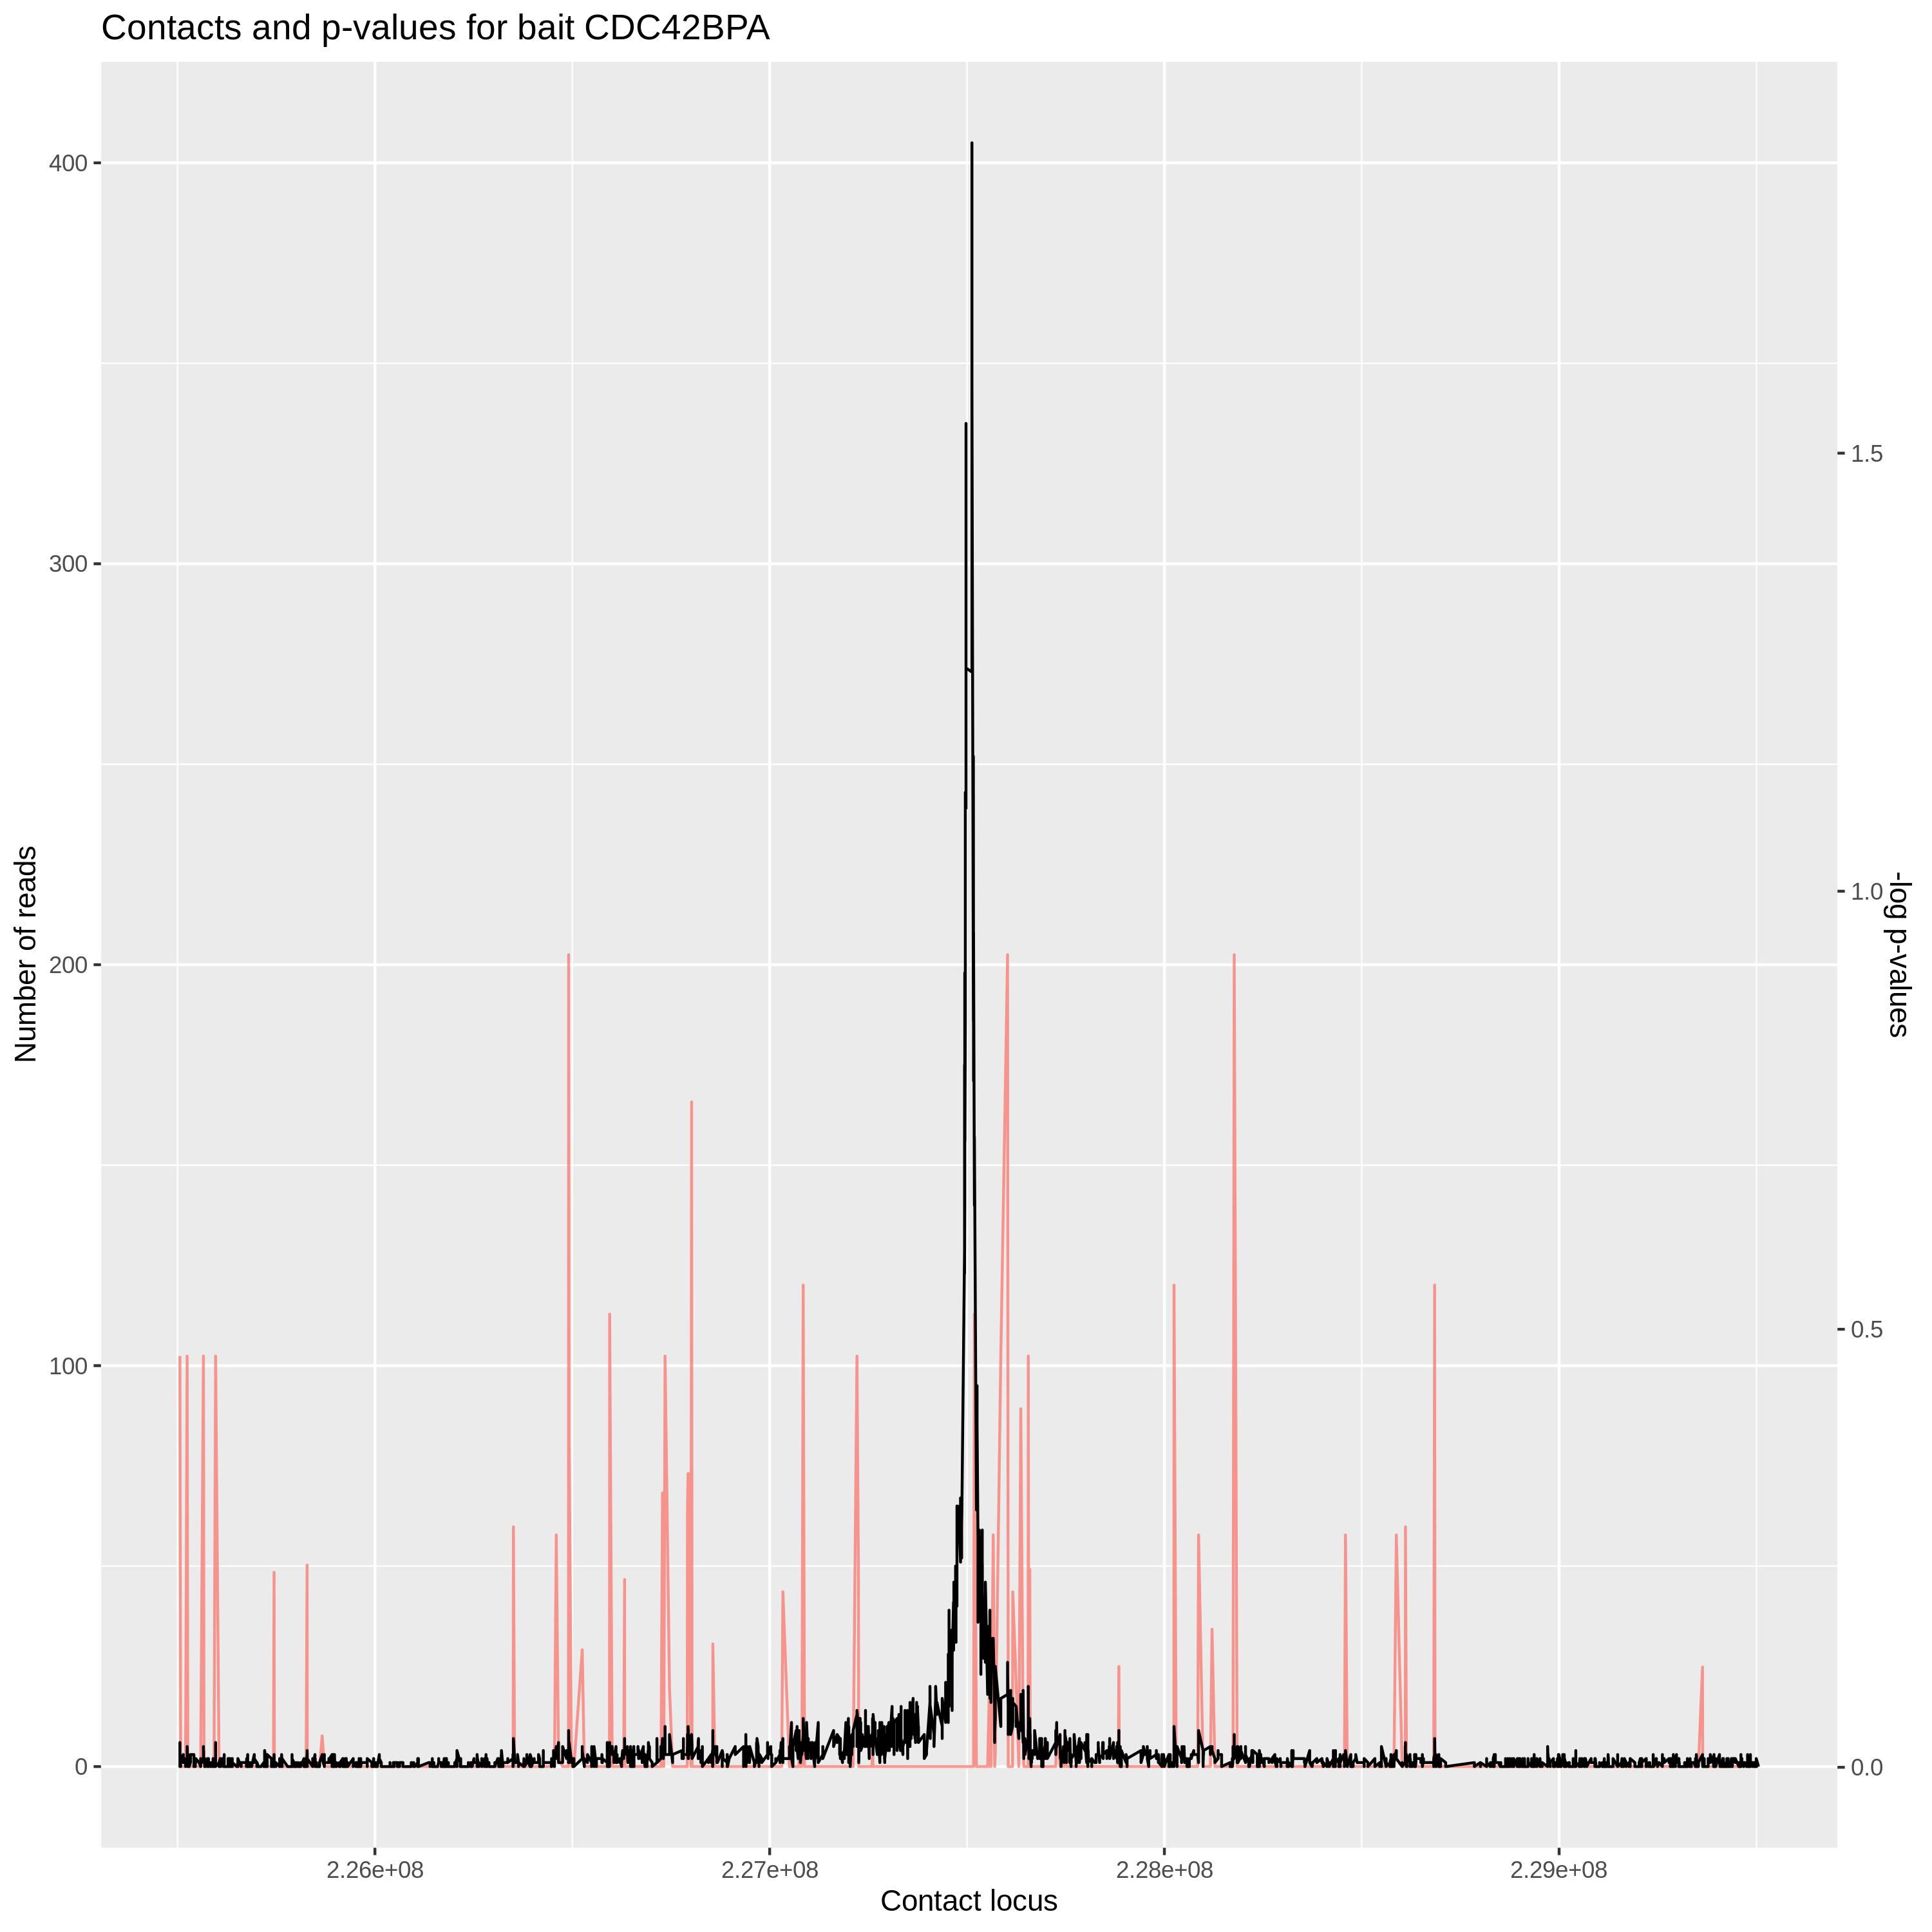 Contacts and p-values for bait CDC42BPA
400
300
200
100
0
Number of reads
1.5
1.0
0.5
0.0
-log p-values
2.26e+08
2.27e+08
2.28e+08
2.29e+08
Contact locus